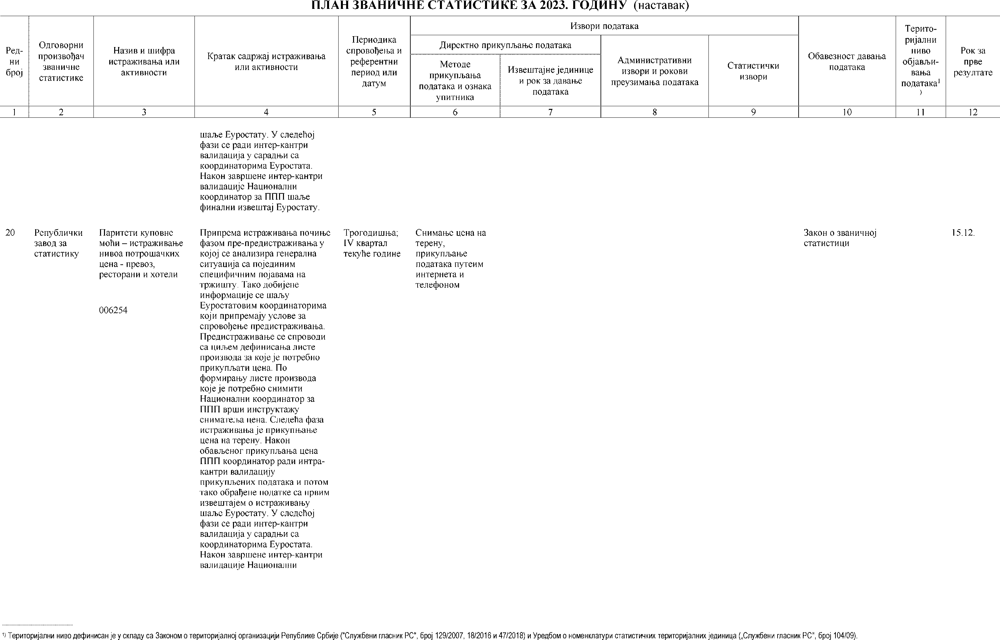 ПЛАН ЗВАНИЧНЕ СТАТИСТИКЕ ЗА 2023. ГОДИНУ (наставак)
Ред-
ни
број
Одговорни
произвођач
званичне
статистике
Назив и шифра
истраживања или
активности
Кратак садржај истраживања
или активности
Периодика
спровођења и
референтни
период или
датум
Извори података
Директно прикупљање података
Методе
прикупљања
података и ознака
упитника
Извештајне јединице
и рок за давање
података
Административни
извори и рокови
преузимања података
Статистички
извори
Обавезност давања
података
Терито-
ријални
ниво
објављи-
вања
података¹
)
Рок за
прве
резултате
1 2 3 4 5 6 7 8 9 10 11 12
шаље Еуростату. У следећој
фази се ради интер-кантри
валидација у сарадњи са
координаторима Еуростата.
Након завршене интер-кантри
валидације Национални
координатор за ППП шаље
финални извештај Еуростату.
20
Републички
завод за
статистику
Паритети куповне
моћи – истраживање
нивоа потрошачких
цена - превоз,
ресторани и хотели
006254
Припрема истраживања почиње
фазом пре-предистраживања у
којој се анализира генерална
ситуација са појединим
специфичним појавама на
тржишту. Тако добијене
информације се шаљу
Еуростатовим координаторима
који припремају услове за
спровођење предистраживања.
Предистраживање се спроводи
са циљем дефинисања листе
производа за које је потребно
прикупљати цена. По
формирању листе производа
које је потребно снимити
Национални координатор за
ППП врши инструктажу
сниматеља цена. Следећа фаза
истраживања је прикупњање
цена на терену. Након
обављеног прикупљања цена
ППП координатор ради интра-
кантри валидацију
прикупљених података и потом
тако обрађене податке са првим
извештајем о истраживању
шаље Еуростату. У следећој
фази се ради интер-кантри
валидација у сарадњи са
координаторима Еуростата.
Након завршене интер-кантри
валидације Национални
Трогодишња;
IV квартал
текуће године
Снимање цена на
терену,
прикупљање
података путеим
интернета и
телефоном
Закон о званичној
статистици
15.12.
¹⁾ Територијални ниво дефинисан је у складу са Законом о територијалној организацији Републике Србије ("Службени гласник РС", број 129/2007, 18/2016 и 47/2018) и Уредбом о номенклатури статистичких територијалних јединица („Службени гласник РС", број 104/09).